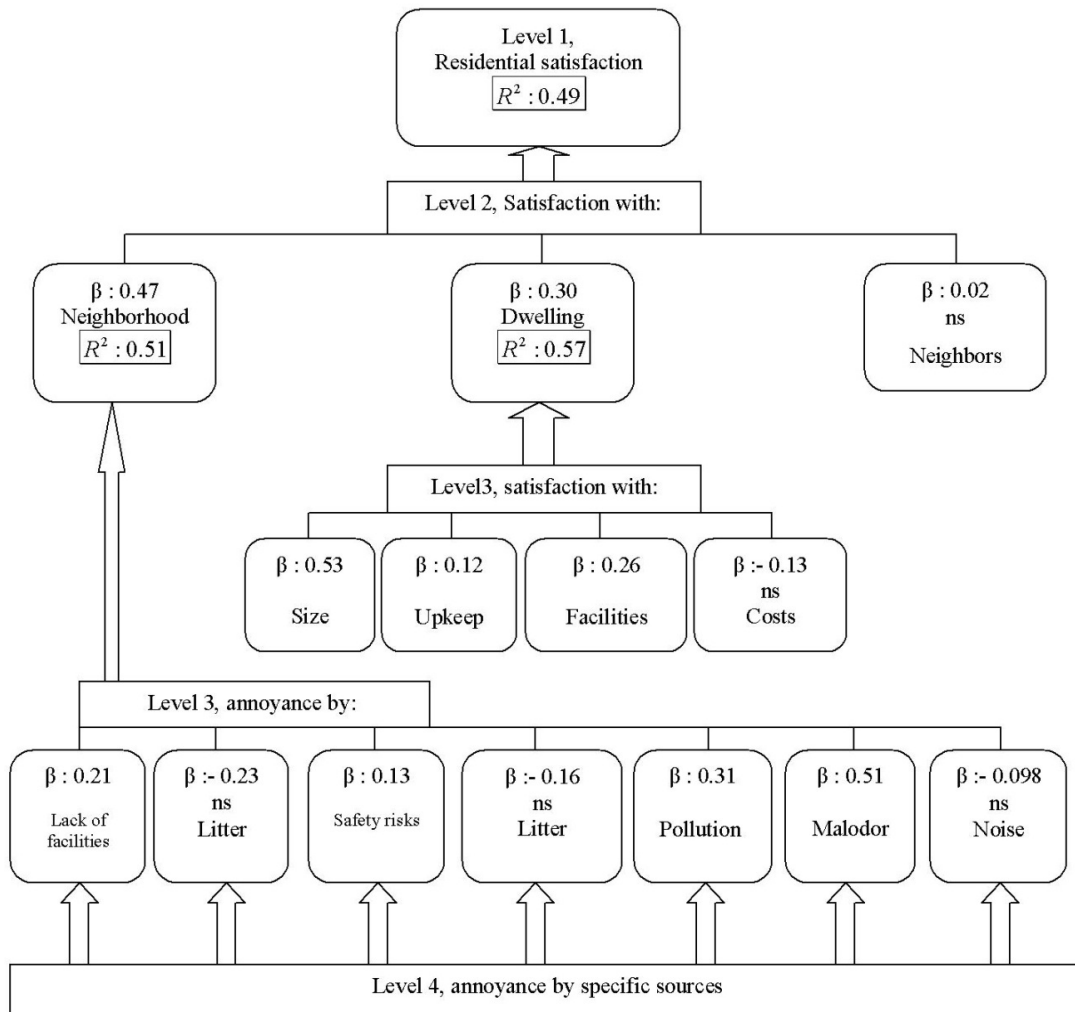 Level 1,
Residential satisfaction
R² : 0.49
Level 2, Satisfaction with:
β : 0.47
Neighborhood
R² : 0.51
β : 0.30
Dwelling
R² : 0.57
β : 0.02
ns
Neighbors
Level3, satisfaction with:
β : 0.53
Size
β : 0.12
Upkeep
β : 0.26
Facilities
β :- 0.13
ns
Costs
Level 3, annoyance by:
β : 0.21
Lack of
facilities
β :- 0.23
ns
Litter
β : 0.13
Safety risks
β :- 0.16
ns
Litter
β : 0.31
Pollution
β : 0.51
Malodor
β :- 0.098
ns
Noise
Level 4, annoyance by specific sources